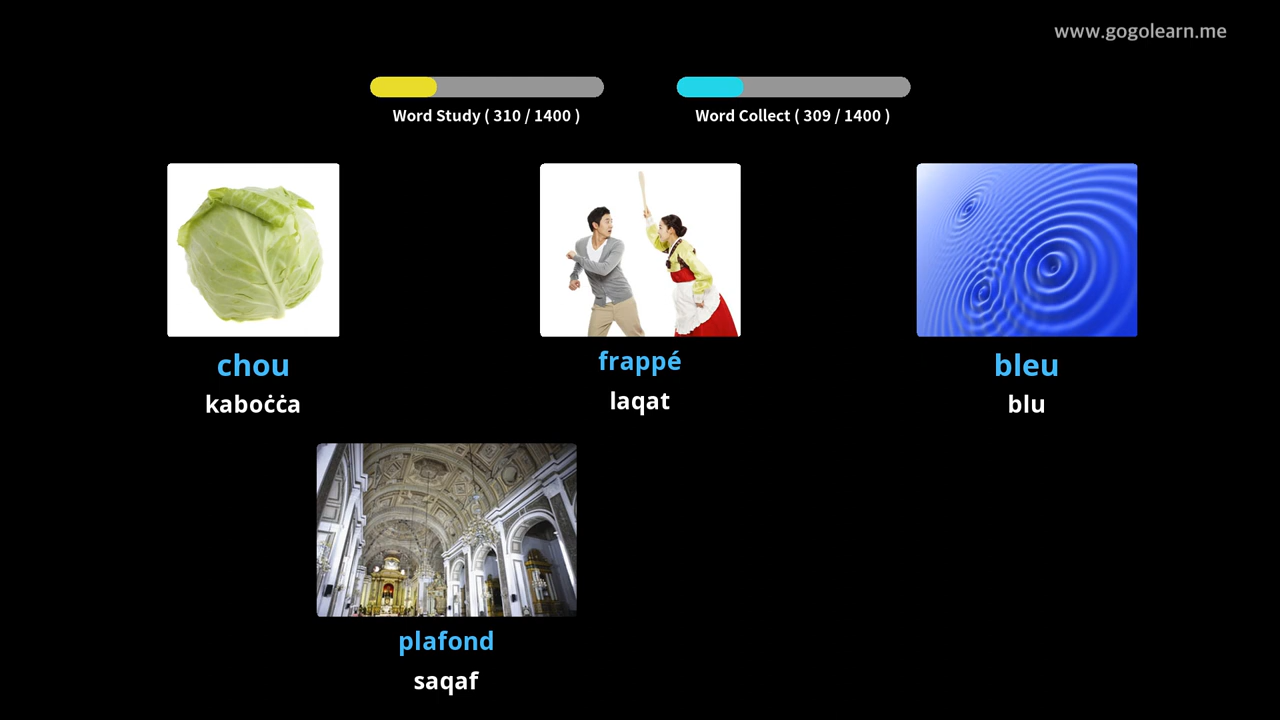 www.gogolearn.me
Word Study ( 310 / 1400 )
Word Collect ( 309 / 1400 )
chou
kaboċċa
frappé
laqat
bleu
blu
plafond
saqaf